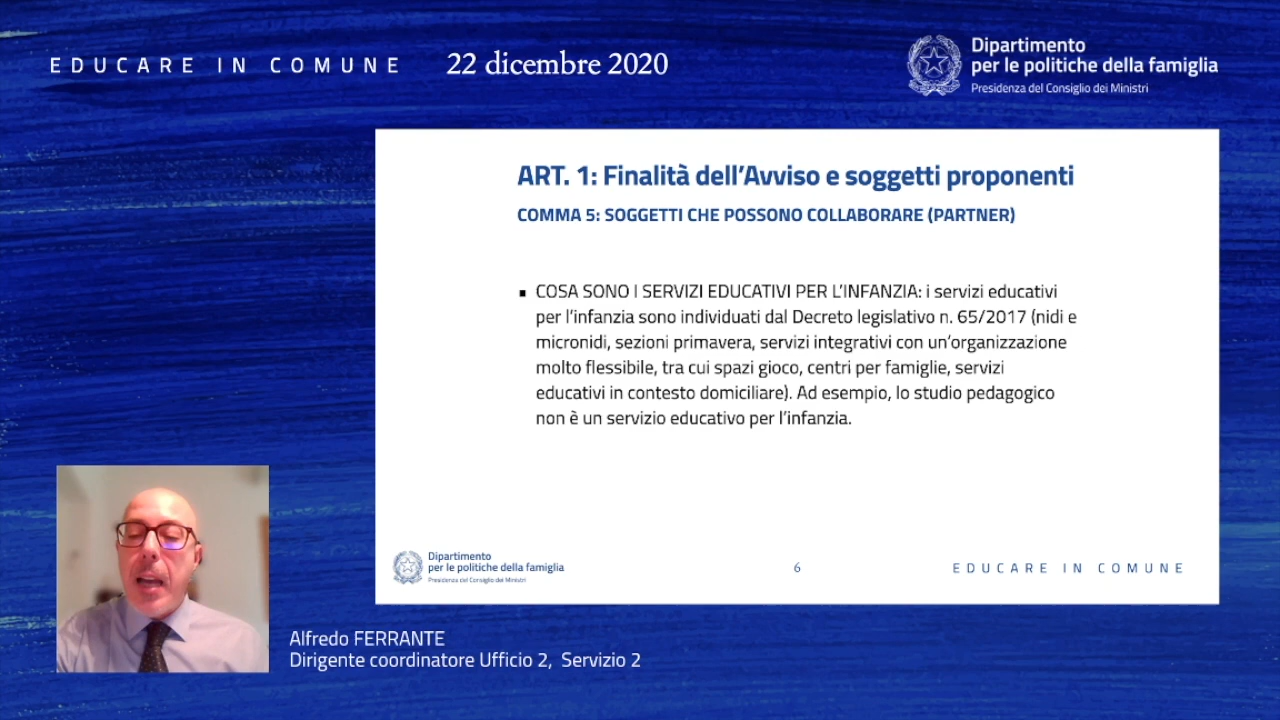 EDUCARE IN COMUNE
22 dicembre 2020
Dipartimento
per le politiche della famiglia
Presidenza del Consiglio dei Ministri
ART. 1: Finalità dell'Avviso e soggetti proponenti
COMMA 5: SOGGETTI CHE POSSONO COLLABORARE (PARTNER)
▪ COSA SONO I SERVIZI EDUCATIVI PER L'INFANZIA: i servizi educativi
per l'infanzia sono individuati dal Decreto legislativo n. 65/2017 (nidi e
micronidi, sezioni primavera, servizi integrativi con un'organizzazione
molto flessibile, tra cui spazi gioco, centri per famiglie, servizi
educativi in contesto domiciliare). Ad esempio, lo studio pedagogico
non è un servizio educativo per l'infanzia.
Dipartimento
per le politiche della famiglia
Presidenza del Consiglio dei Ministri
6
EDUCARE IN COMUNE
Alfredo FERRANTE
Dirigente coordinatore Ufficio 2, Servizio 2